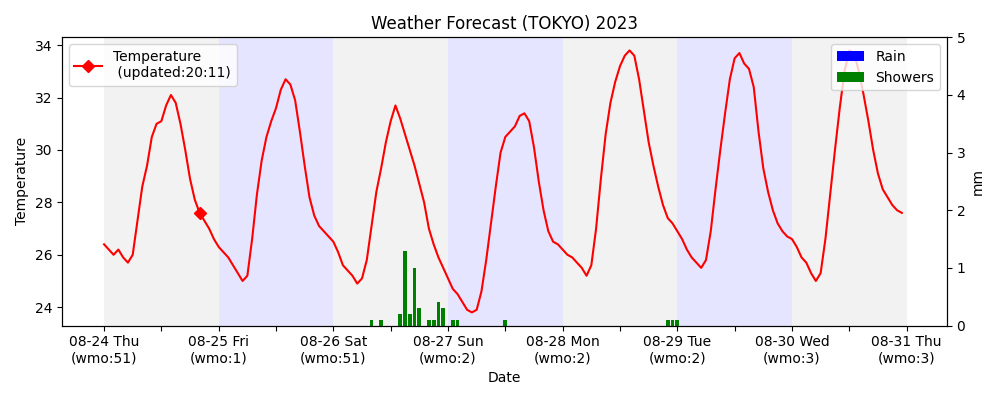 Weather Forecast (TOKYO) 2023
Temperature
(updated:20:11)
Rain
Showers
34
32
30
28
26
24
Temperature
5
4
3
2
1
0
mm
08-24 Thu
(wmo:51)
08-25 Fri
(wmo:1)
08-26 Sat
(wmo:51)
08-27 Sun
(wmo:2)
08-28 Mon
(wmo:2)
08-29 Tue
(wmo:2)
08-30 Wed
(wmo:3)
08-31 Thu
(wmo:3)
Date